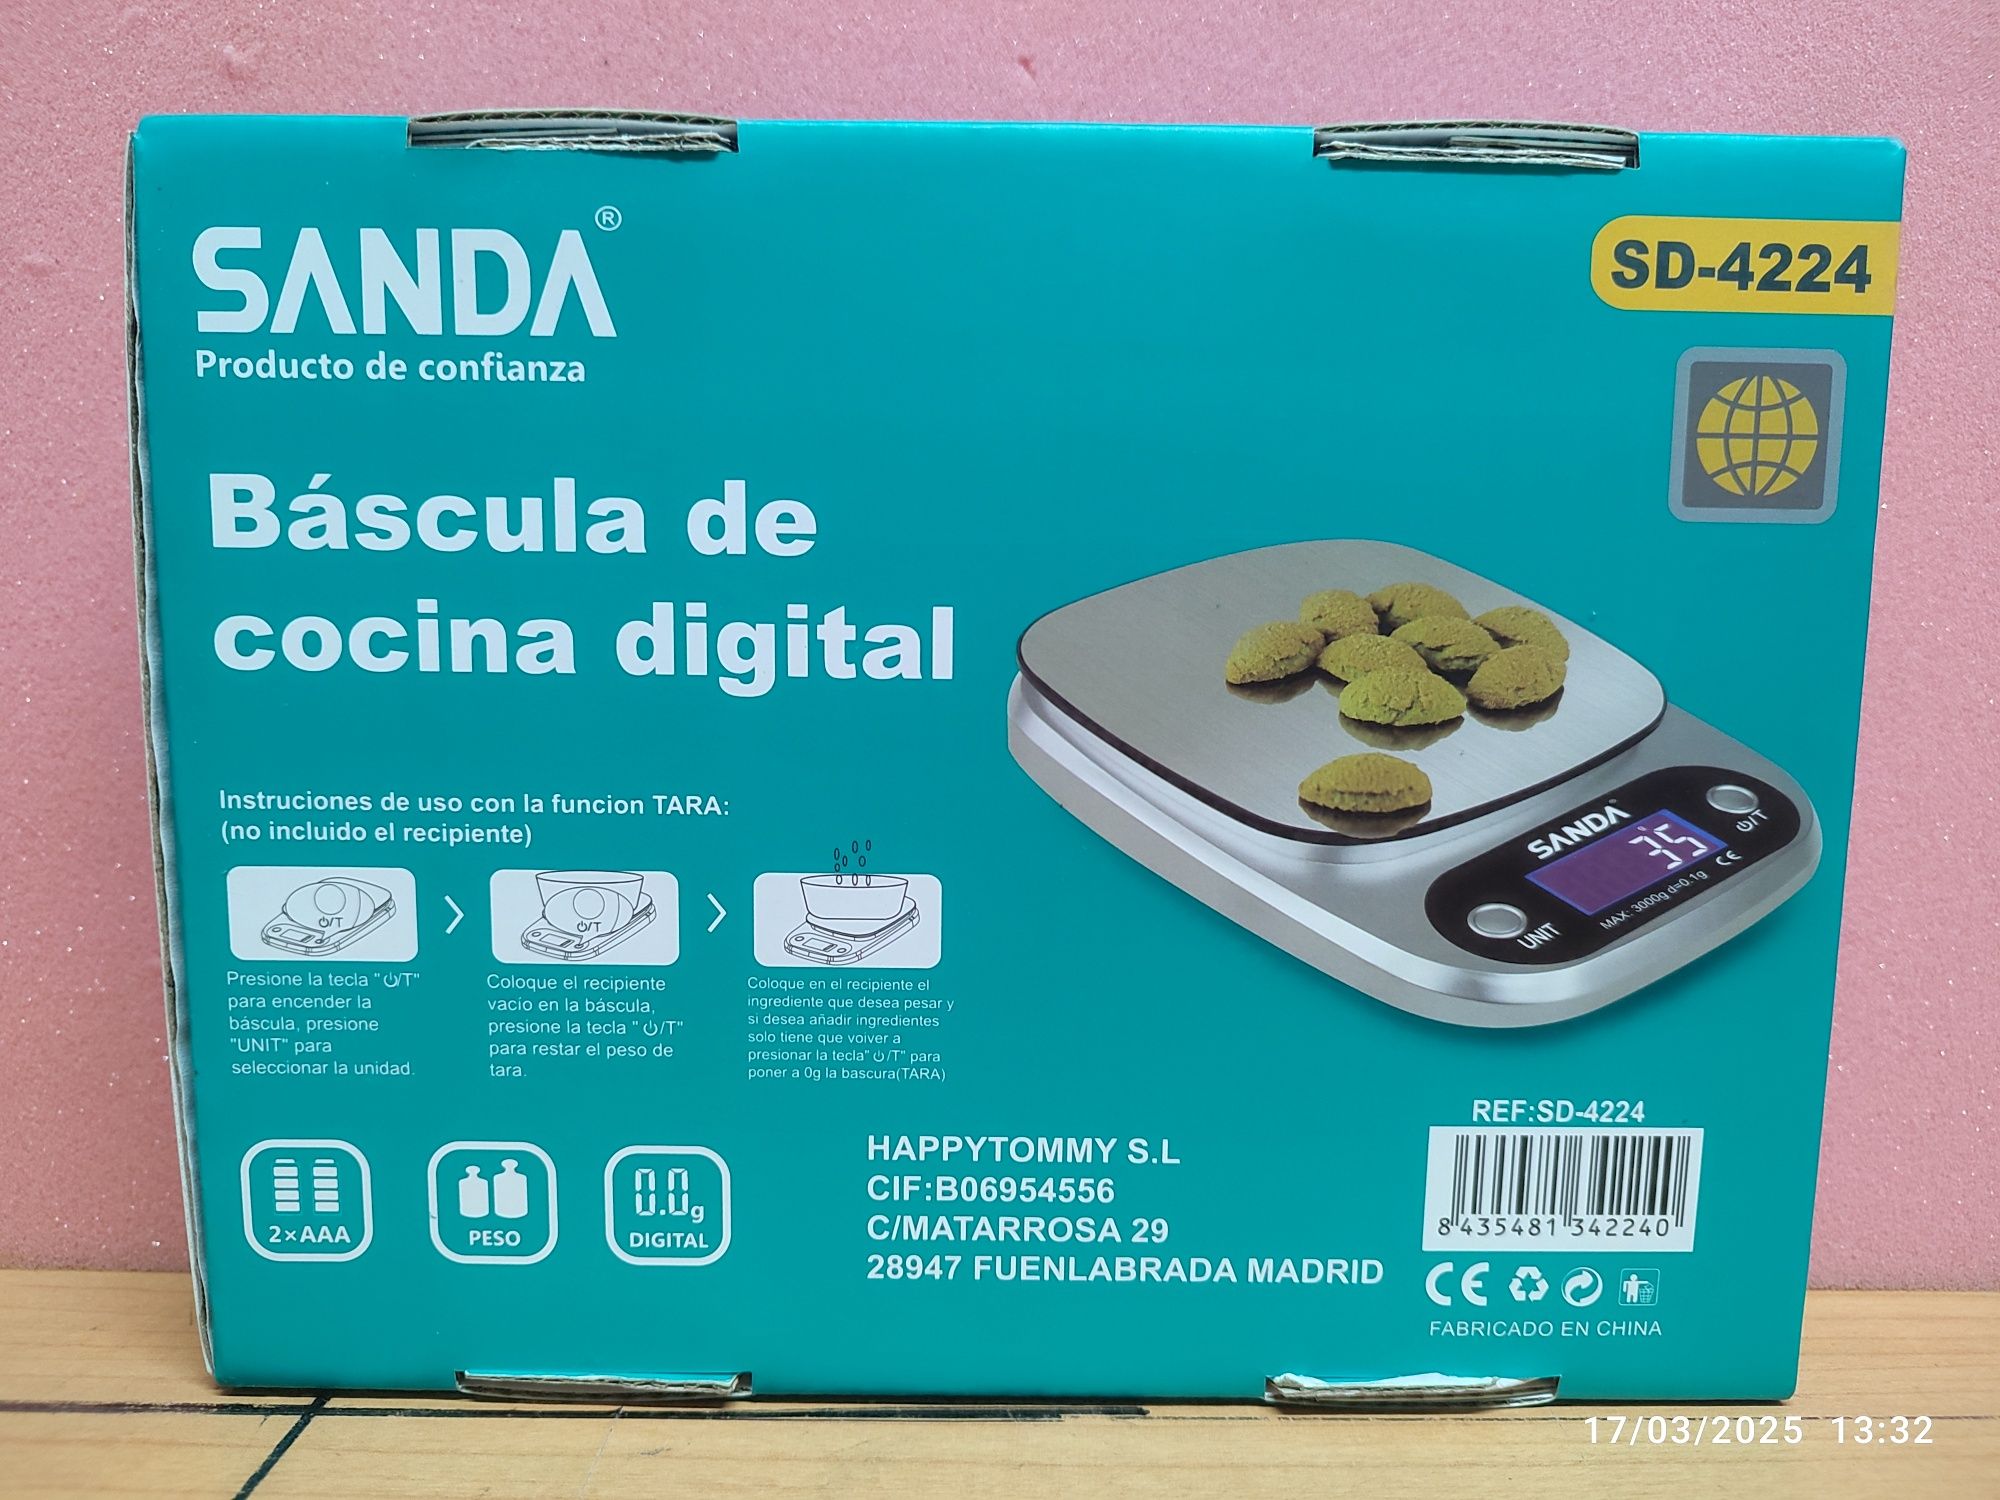 SANDA®
Producto de confianza
SD-4224
Báscula de
cocina digital
Instruciones de uso con la funcion TARA:
(no incluido el recipiente)
⏻/T
⏻/T
Presione la tecla "⏻/T"
para encender la
báscula, presione
"UNIT" para
seleccionar la unidad.
Coloque el recipiente
vacio en la báscula,
presione la tecla "⏻/T"
para restar el peso de
tara.
Coloque en el recipiente el
ingrediente que desea pesar y
si desea añadir ingredientes
solo tiene que voiver a
presionar la tecla"⏻/T" para
poner a 0g la bascura(TARA)
SANDA®
35
⏻/T
CE
MAX: 3000g d=0.1g
UNIT
2×AAA
PESO
0.0g
DIGITAL
HAPPYTOMMY S.L
CIF:B06954556
C/MATARROSA 29
28947 FUENLABRADA MADRID
REF:SD-4224
8 435481 342240
CE
FABRICADO EN CHINA
17/03/2025 13:32